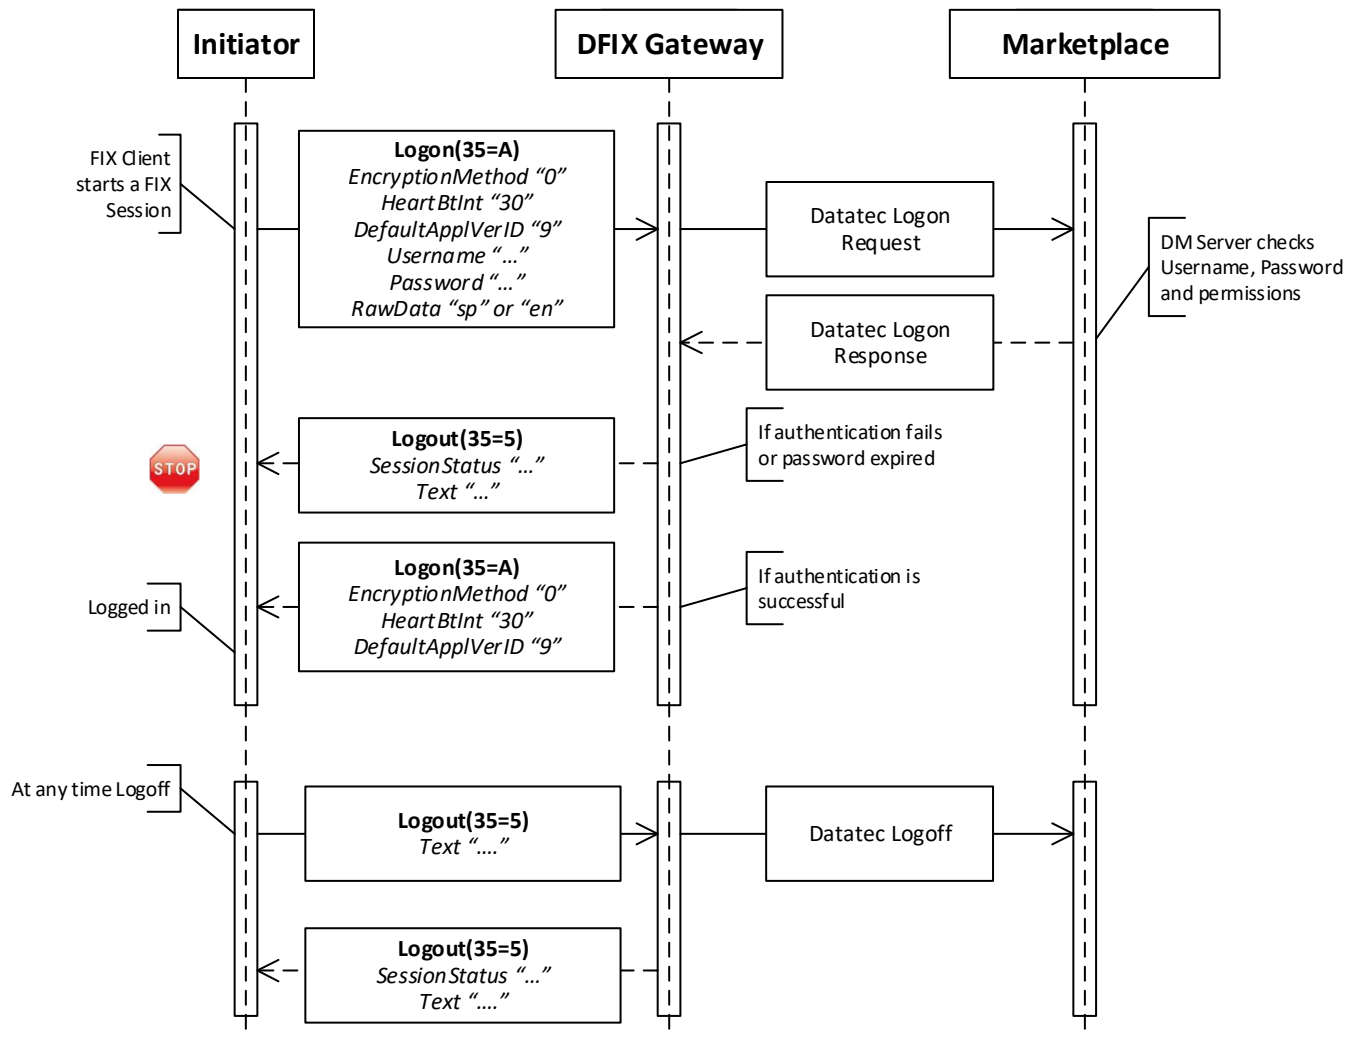 Initiator
DFIX Gateway
Marketplace
FIX Client
starts a FIX
Session
Logon(35=A)
EncryptionMethod “0”
HeartBtInt “30”
DefaultApplVerID “9”
Username “…”
Password “…”
RawData “sp” or “en”
Datatec Logon
Request
DM Server checks
Username, Password
and permissions
Datatec Logon
Response
STOP
Logout(35=5)
SessionStatus “…”
Text “…”
If authentication fails
or password expired
Logged in
Logon(35=A)
EncryptionMethod “0”
HeartBtInt “30”
DefaultApplVerID “9”
If authentication is
successful
At any time Logoff
Logout(35=5)
Text “….”
Datatec Logoff
Logout(35=5)
SessionStatus “…”
Text “….”